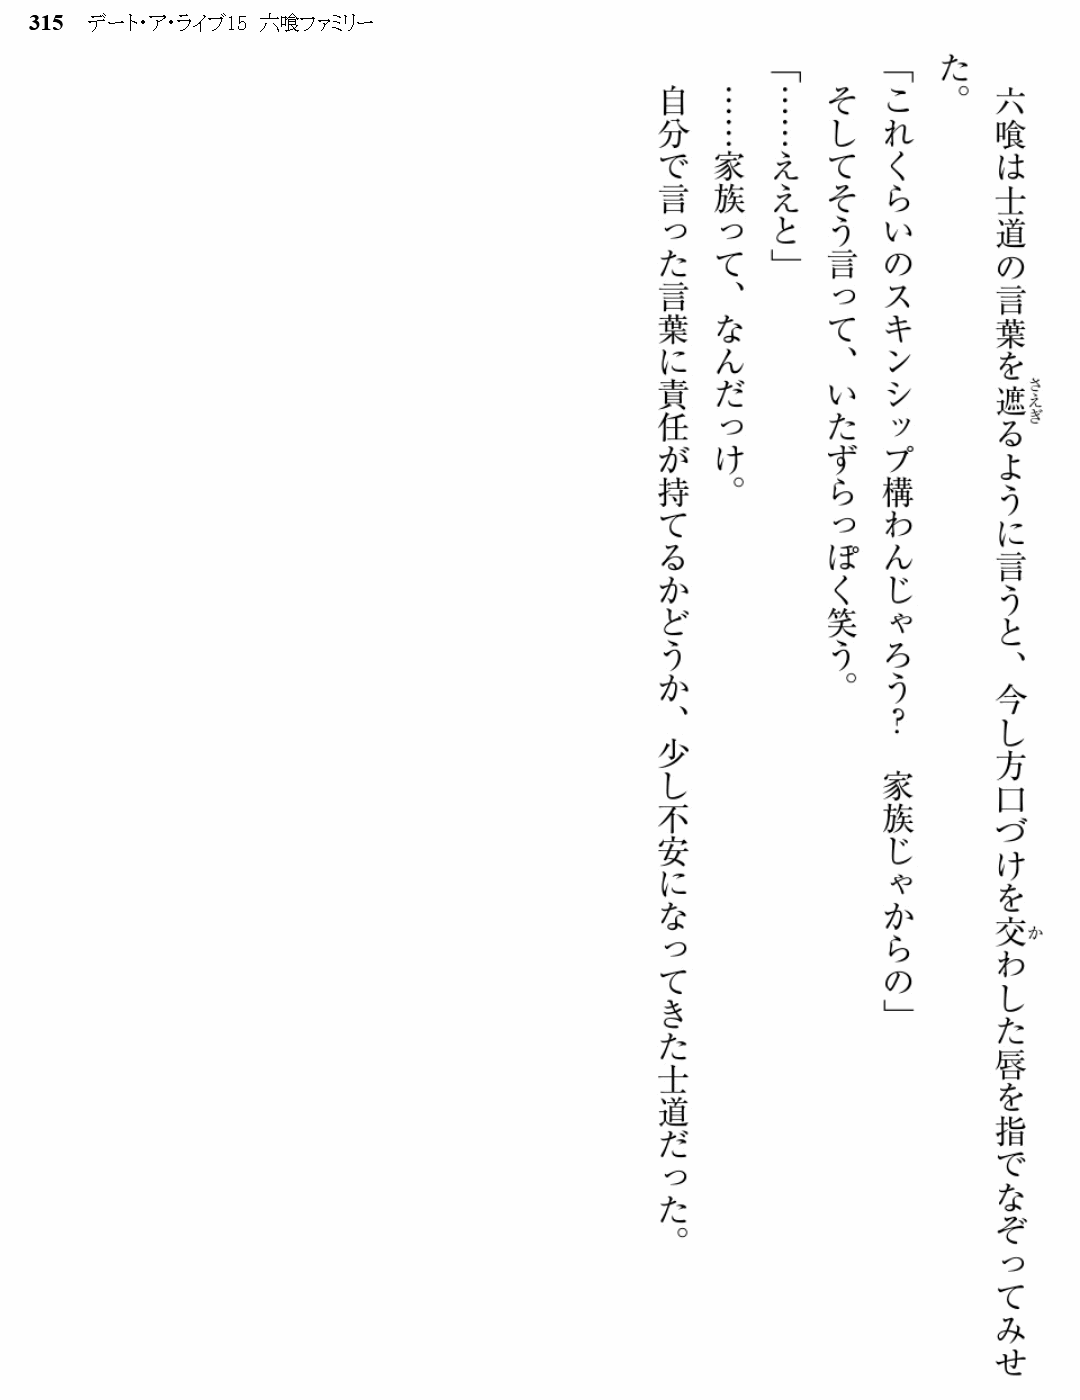 315 デート・ア・ライブ15 六喰ファミリー
六喰は士道の言葉を遮るように言うと、今し方口づけを交わした唇を指でなぞってみせ
た。
「これくらいのスキンシップ構わんじゃろう？　家族じゃからの」
そしてそう言って、いたずらっぽく笑う。
「……ええと」
……家族って、なんだっけ。
自分で言った言葉に責任が持てるかどうか、少し不安になってきた士道だった。